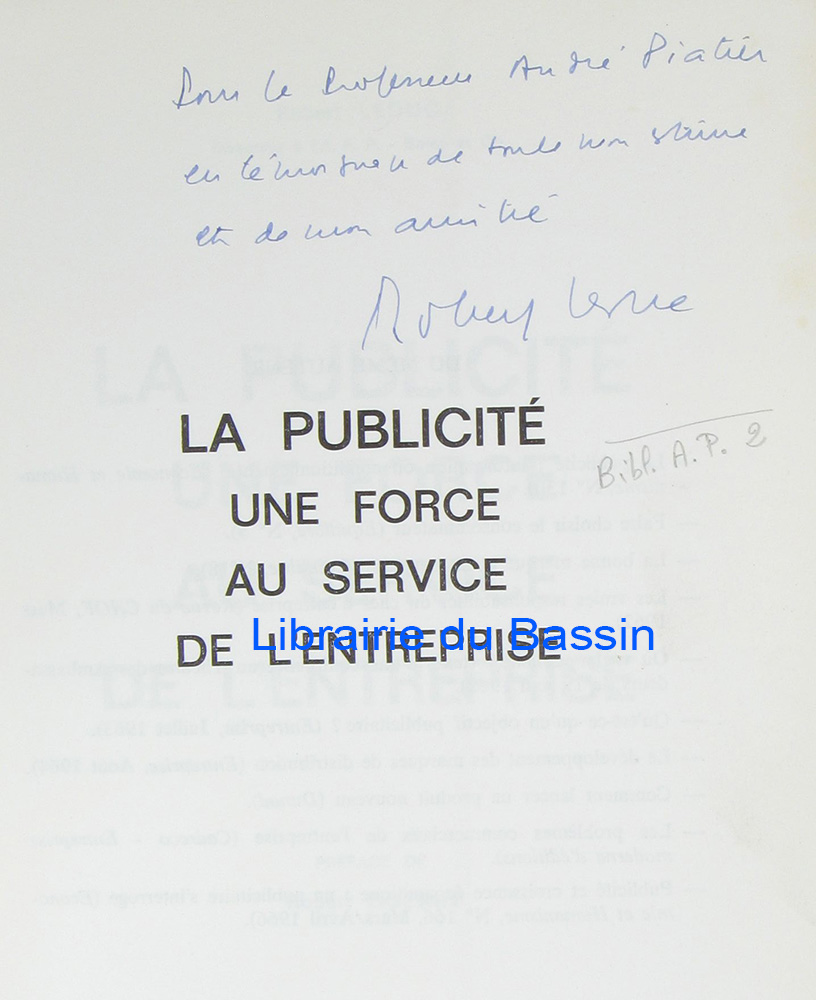 Pour le Professeur André Piatier
en témoignage de toute mon estime
et de mon amitié
Robert
LA PUBLICITÉ
UNE FORCE
AU SERVICE
DE L'ENTREPRISE
Bibl. A. P. 2
Librairie du Bassin